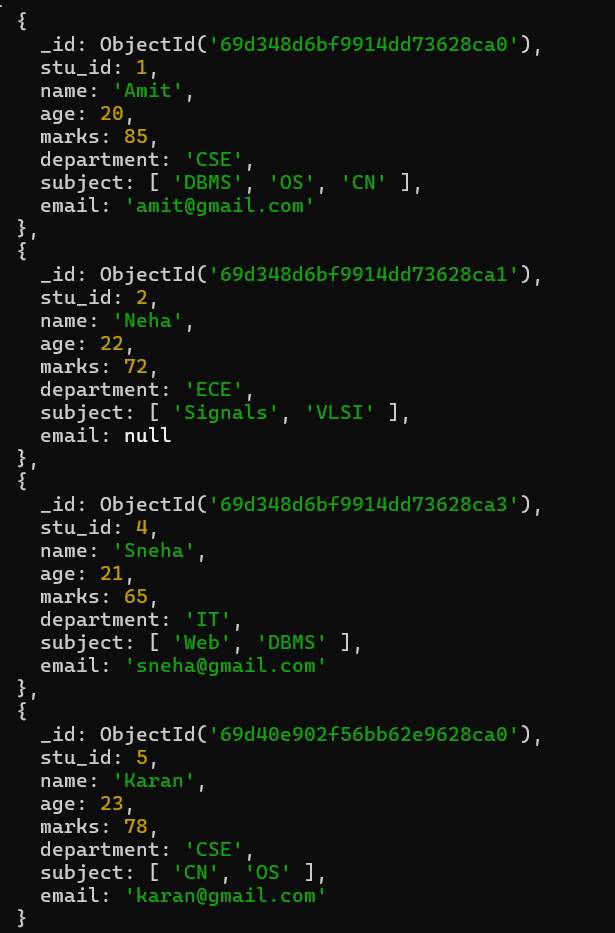 {
_id: ObjectId('69d348d6bf9914dd73628ca0'),
stu_id: 1,
name: 'Amit',
age: 20,
marks: 85,
department: 'CSE',
subject: [ 'DBMS', 'OS', 'CN' ],
email: 'amit@gmail.com'
},
{
_id: ObjectId('69d348d6bf9914dd73628ca1'),
stu_id: 2,
name: 'Neha',
age: 22,
marks: 72,
department: 'ECE',
subject: [ 'Signals', 'VLSI' ],
email: null
},
{
_id: ObjectId('69d348d6bf9914dd73628ca3'),
stu_id: 4,
name: 'Sneha',
age: 21,
marks: 65,
department: 'IT',
subject: [ 'Web', 'DBMS' ],
email: 'sneha@gmail.com'
},
{
_id: ObjectId('69d40e902f56bb62e9628ca0'),
stu_id: 5,
name: 'Karan',
age: 23,
marks: 78,
department: 'CSE',
subject: [ 'CN', 'OS' ],
email: 'karan@gmail.com'
}